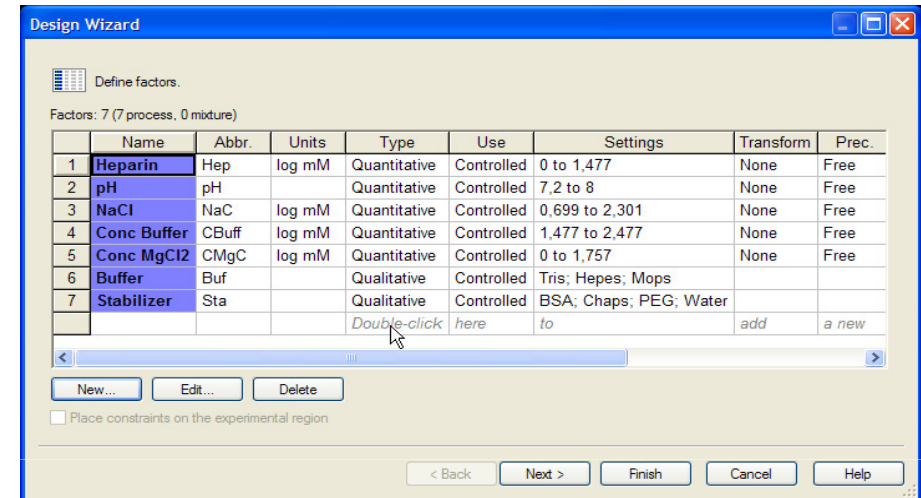 Design Wizard
Define factors.
Factors: 7 (7 process, 0 mixture)
Name Abbr. Units Type Use Settings Transform Prec.
1 Heparin Hep log mM Quantitative Controlled 0 to 1,477 None Free
2 pH pH Quantitative Controlled 7,2 to 8 None Free
3 NaCl NaC log mM Quantitative Controlled 0,699 to 2,301 None Free
4 Conc Buffer CBuff log mM Quantitative Controlled 1,477 to 2,477 None Free
5 Conc MgCl2 CMgC log mM Quantitative Controlled 0 to 1,757 None Free
6 Buffer Buf Qualitative Controlled Tris; Hepes; Mops
7 Stabilizer Sta Qualitative Controlled BSA; Chaps; PEG; Water
Double-click here to add a new
New... Edit... Delete
Place constraints on the experimental region
< Back Next > Finish Cancel Help